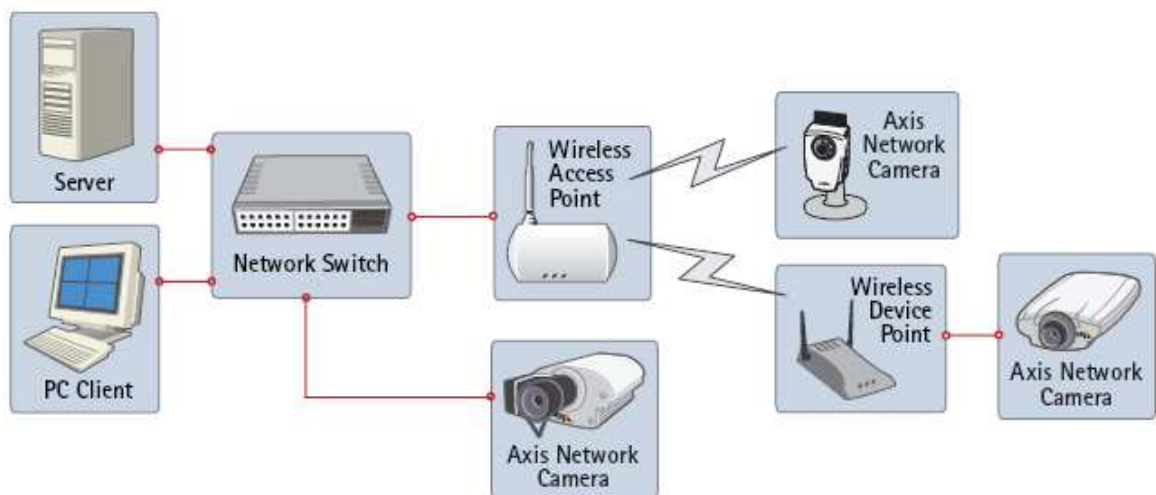 Server
PC Client
Network Switch
Wireless
Access
Point
Axis
Network
Camera
Wireless
Device
Point
Axis Network
Camera
Axis Network
Camera